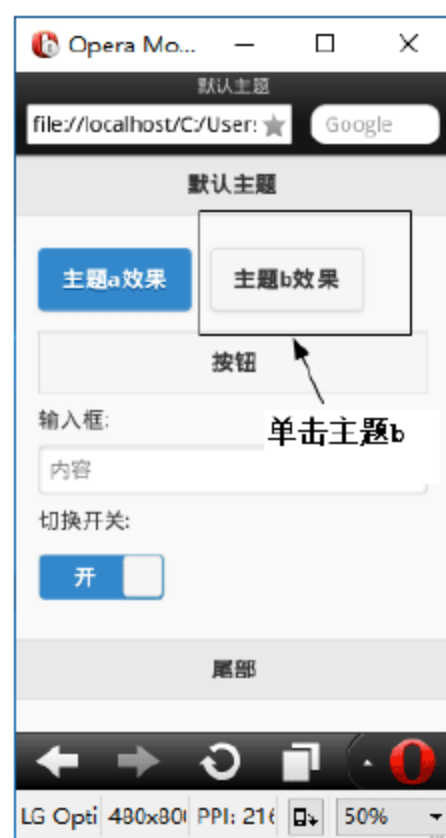 Opera Mo...
默认主题
file://localhost/C:/User:
Google
默认主题
主题a效果
主题b效果
按钮
单击主题b
输入框:
内容
切换开关:
开
尾部
LG Opti
480x80
PPI: 216
50%